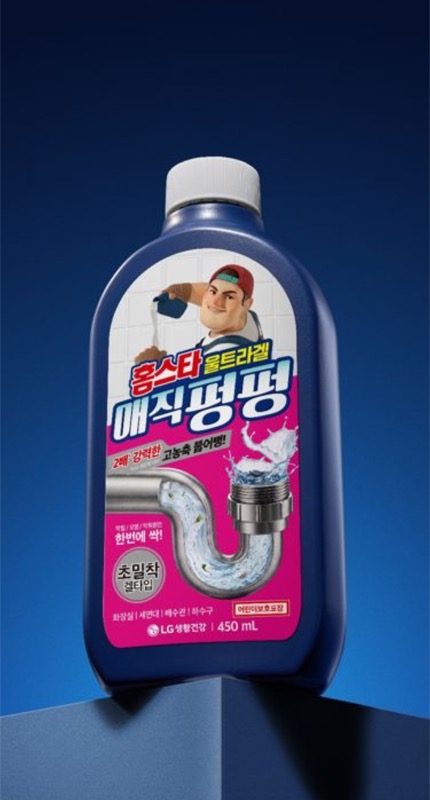 홈스타 울트라겔
매직펑펑
2배 강력한 고농축 뚫어뻥!
한번에 싹!
초밀착
겔타입
화장실 | 세면대 | 배수관 | 하수구
어린이보호포장
LG생활건강 | 450 mL